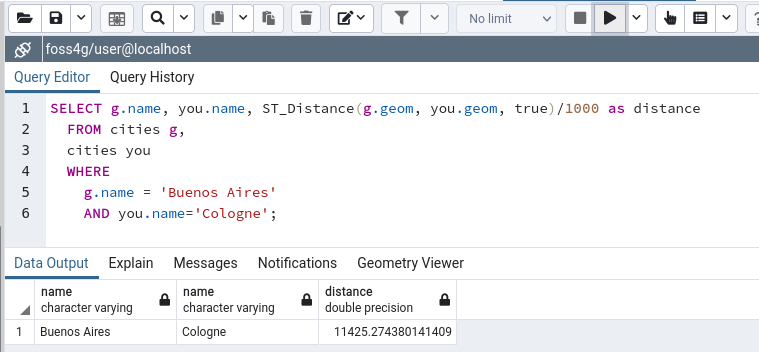 No limit
foss4g/user@localhost
Query Editor Query History
1 SELECT g.name, you.name, ST_Distance(g.geom, you.geom, true)/1000 as distance
2 FROM cities g,
3 cities you
4 WHERE
5 g.name = 'Buenos Aires'
6 AND you.name='Cologne';
Data Output Explain Messages Notifications Geometry Viewer
name name distance
character varying character varying double precision
1 Buenos Aires Cologne 11425.274380141409